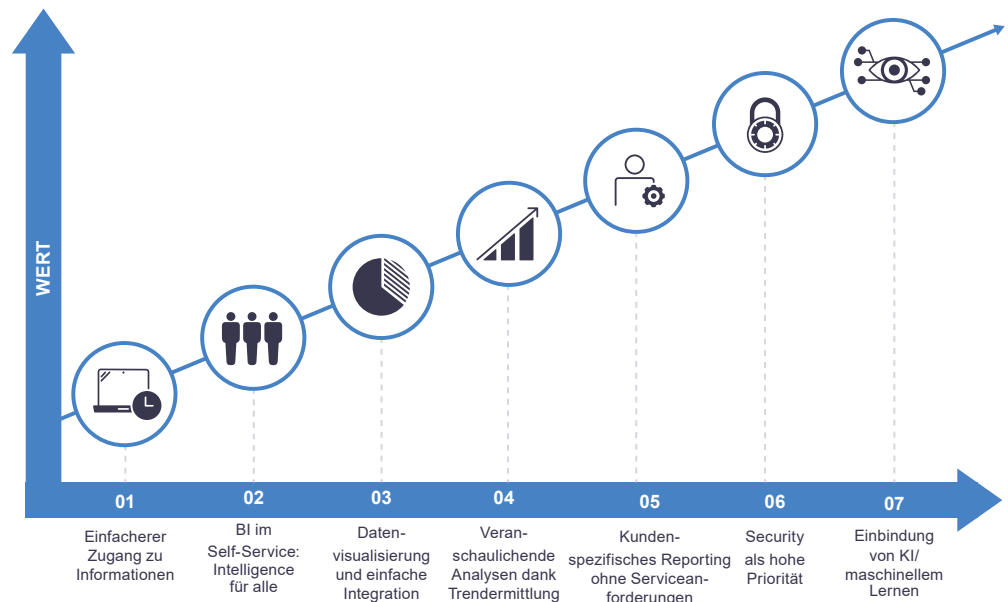 WERT
01
Einfacherer
Zugang zu
Informationen
02
BI im
Self-Service:
Intelligence
für alle
03
Daten-
visualisierung
und einfache
Integration
04
Veran-
schaulichende
Analysen dank
Trendermittlung
05
Kunden-
spezifisches Reporting
ohne Servicean-
forderungen
06
Security
als hohe
Priorität
07
Einbindung
von KI/
maschinellem
Lernen